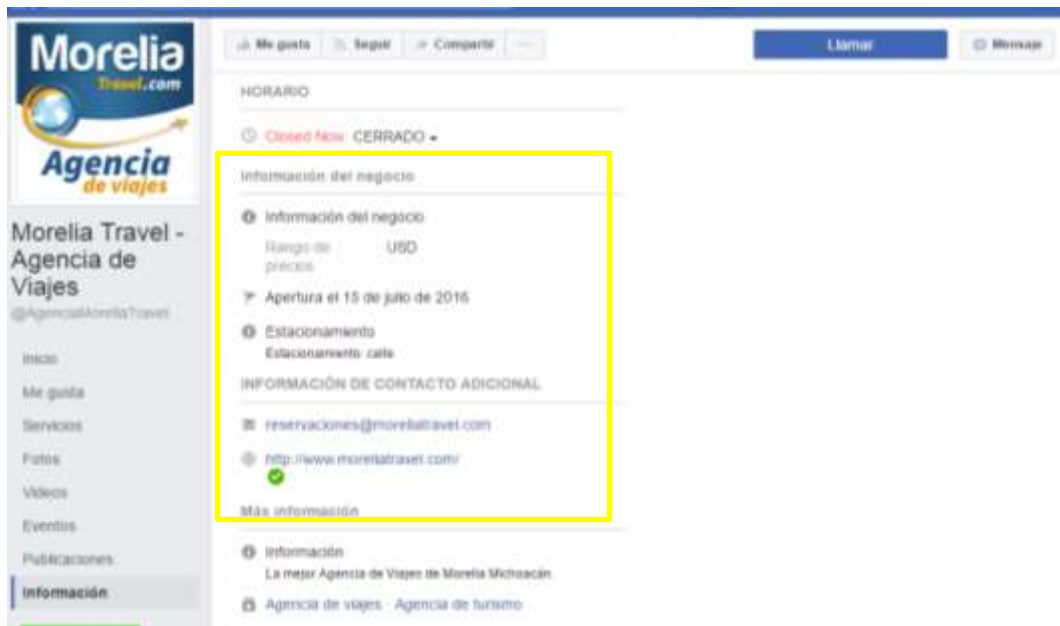 Morelia
Travel.com
Agencia
de viajes
Morelia Travel -
Agencia de
Viajes
@AgenciaMoreliaTravel
Inicio
Me gusta
Servicios
Fotos
Videos
Eventos
Publicaciones
Información
Me gusta Seguir Compartir ...
Llamar Mensaje
HORARIO
Closed Now: CERRADO
Información del negocio
Información del negocio
Rango de USD
precios
Apertura el 15 de julio de 2016
Estacionamiento
Estacionamiento: calle
INFORMACIÓN DE CONTACTO ADICIONAL
reservaciones@moreliatravel.com
http://www.moreliatravel.com/
Más información
Información
La mejor Agencia de Viajes de Morelia Michoacán.
Agencia de viajes · Agencia de turismo